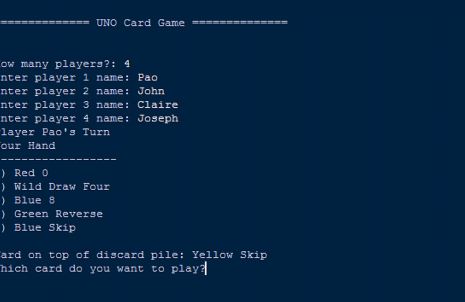 ============= UNO Card Game ==============
ow many players?: 4
nter player 1 name: Pao
nter player 2 name: John
nter player 3 name: Claire
nter player 4 name: Joseph
layer Pao's Turn
our Hand
-----------------
) Red 0
) Wild Draw Four
) Blue 8
) Green Reverse
) Blue Skip
ard on top of discard pile: Yellow Skip
hich card do you want to play?